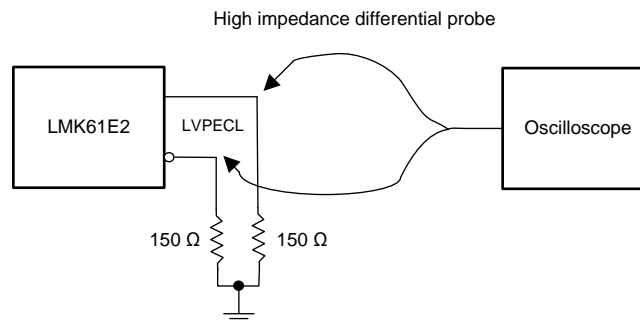 High impedance differential probe
LMK61E2
LVPECL
Oscilloscope
150 Ω
150 Ω